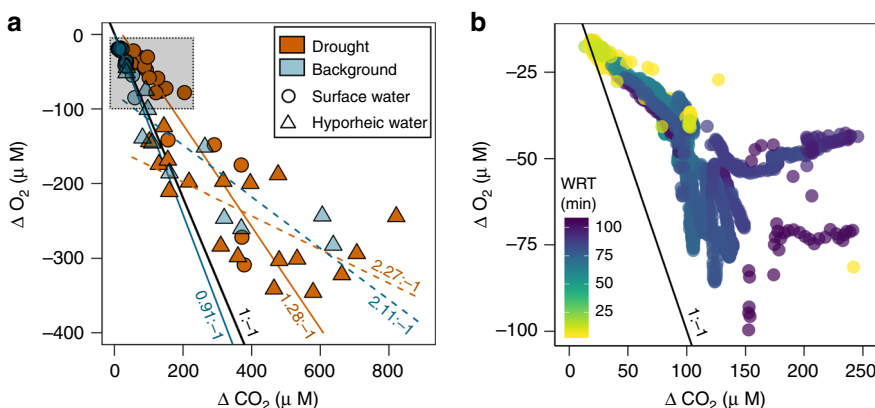 a
0
−100
−200
−300
−400
Δ O2 (μ M)
0
200
400
600
800
Δ CO2 (μ M)
Drought
Background
Surface water
Hyporheic water
0.91:−1
1:−1
1.28:−1
2.27:−1
2.11:−1
b
−25
−50
−75
−100
Δ O2 (μ M)
0
50
100
150
200
250
Δ CO2 (μ M)
WRT
(min)
100
75
50
25
1:−1